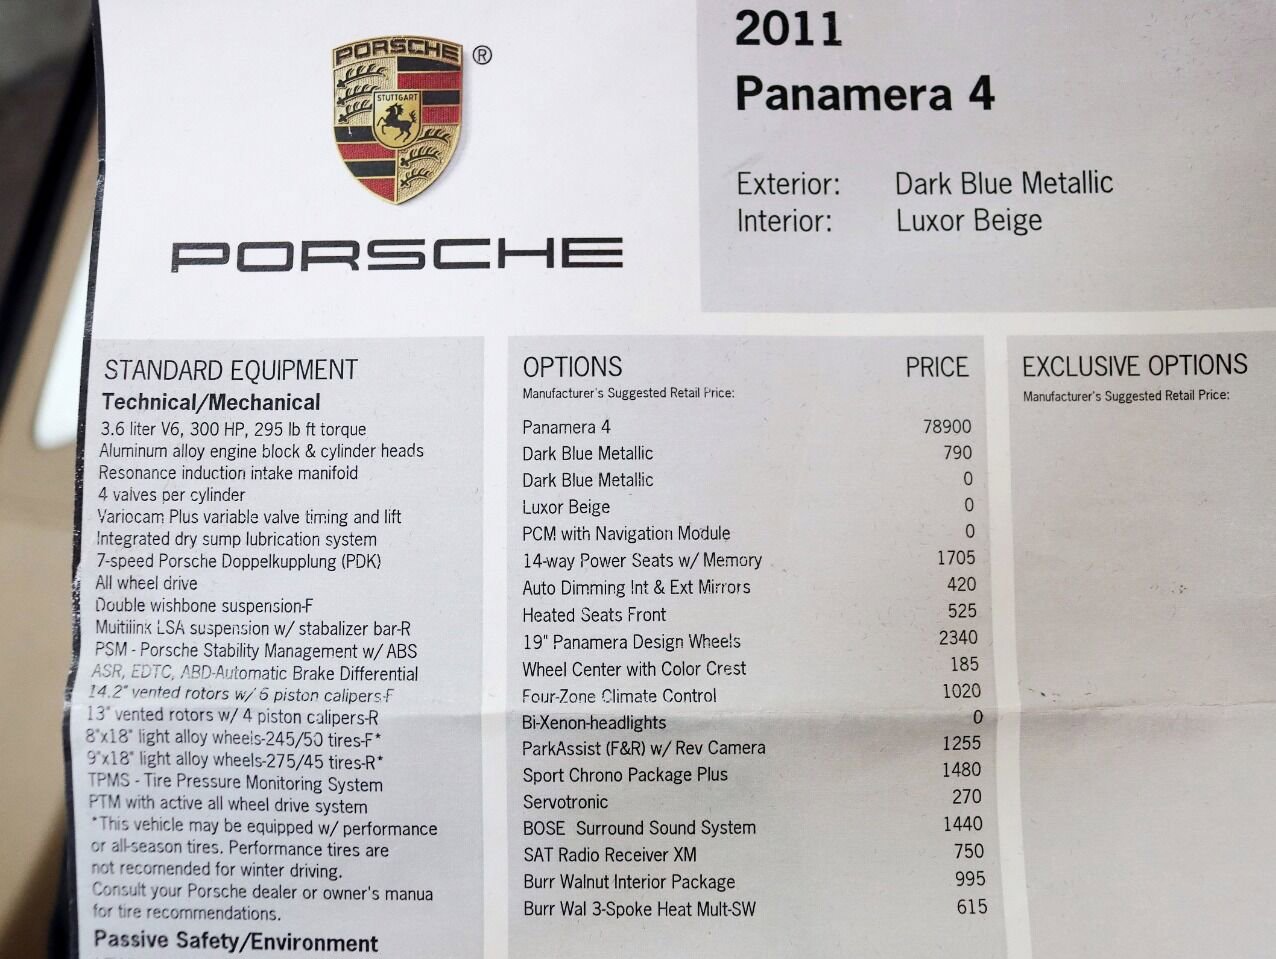 PORSCHE
STUTTGART
®
PORSCHE
2011
Panamera 4
Exterior: Dark Blue Metallic
Interior: Luxor Beige
STANDARD EQUIPMENT
Technical/Mechanical
3.6 liter V6, 300 HP, 295 lb ft torque
Aluminum alloy engine block & cylinder heads
Resonance induction intake manifold
4 valves per cylinder
Variocam Plus variable valve timing and lift
Integrated dry sump lubrication system
7-speed Porsche Doppelkupplung (PDK)
All wheel drive
Double wishbone suspension-F
Muitilink LSA suspension w/ stabalizer bar-R
PSM - Porsche Stability Management w/ ABS
ASR, EDTC, ABD-Automatic Brake Differential
14.2" vented rotors w/ 6 piston calipers-F
13" vented rotors w/ 4 piston calipers-R
8"x18" light alloy wheels-245/50 tires-F*
9"x18" light alloy wheels-275/45 tires-R*
TPMS - Tire Pressure Monitoring System
PTM with active all wheel drive system
*This vehicle may be equipped w/ performance
or all-season tires. Performance tires are
not recomended for winter driving.
Consult your Porsche dealer or owner's manua
for tire recommendations.
Passive Safety/Environment
OPTIONS PRICE
Manufacturer's Suggested Retail Price:
Panamera 4 78900
Dark Blue Metallic 790
Dark Blue Metallic 0
Luxor Beige 0
PCM with Navigation Module 0
14-way Power Seats w/ Memory 1705
Auto Dimming Int & Ext Mirrors 420
Heated Seats Front 525
19" Panamera Design Wheels 2340
Wheel Center with Color Crest 185
Four-Zone Climate Control 1020
Bi-Xenon-headlights 0
ParkAssist (F&R) w/ Rev Camera 1255
Sport Chrono Package Plus 1480
Servotronic 270
BOSE Surround Sound System 1440
SAT Radio Receiver XM 750
Burr Walnut Interior Package 995
Burr Wal 3-Spoke Heat Mult-SW 615
EXCLUSIVE OPTIONS
Manufacturer's Suggested Retail Price: